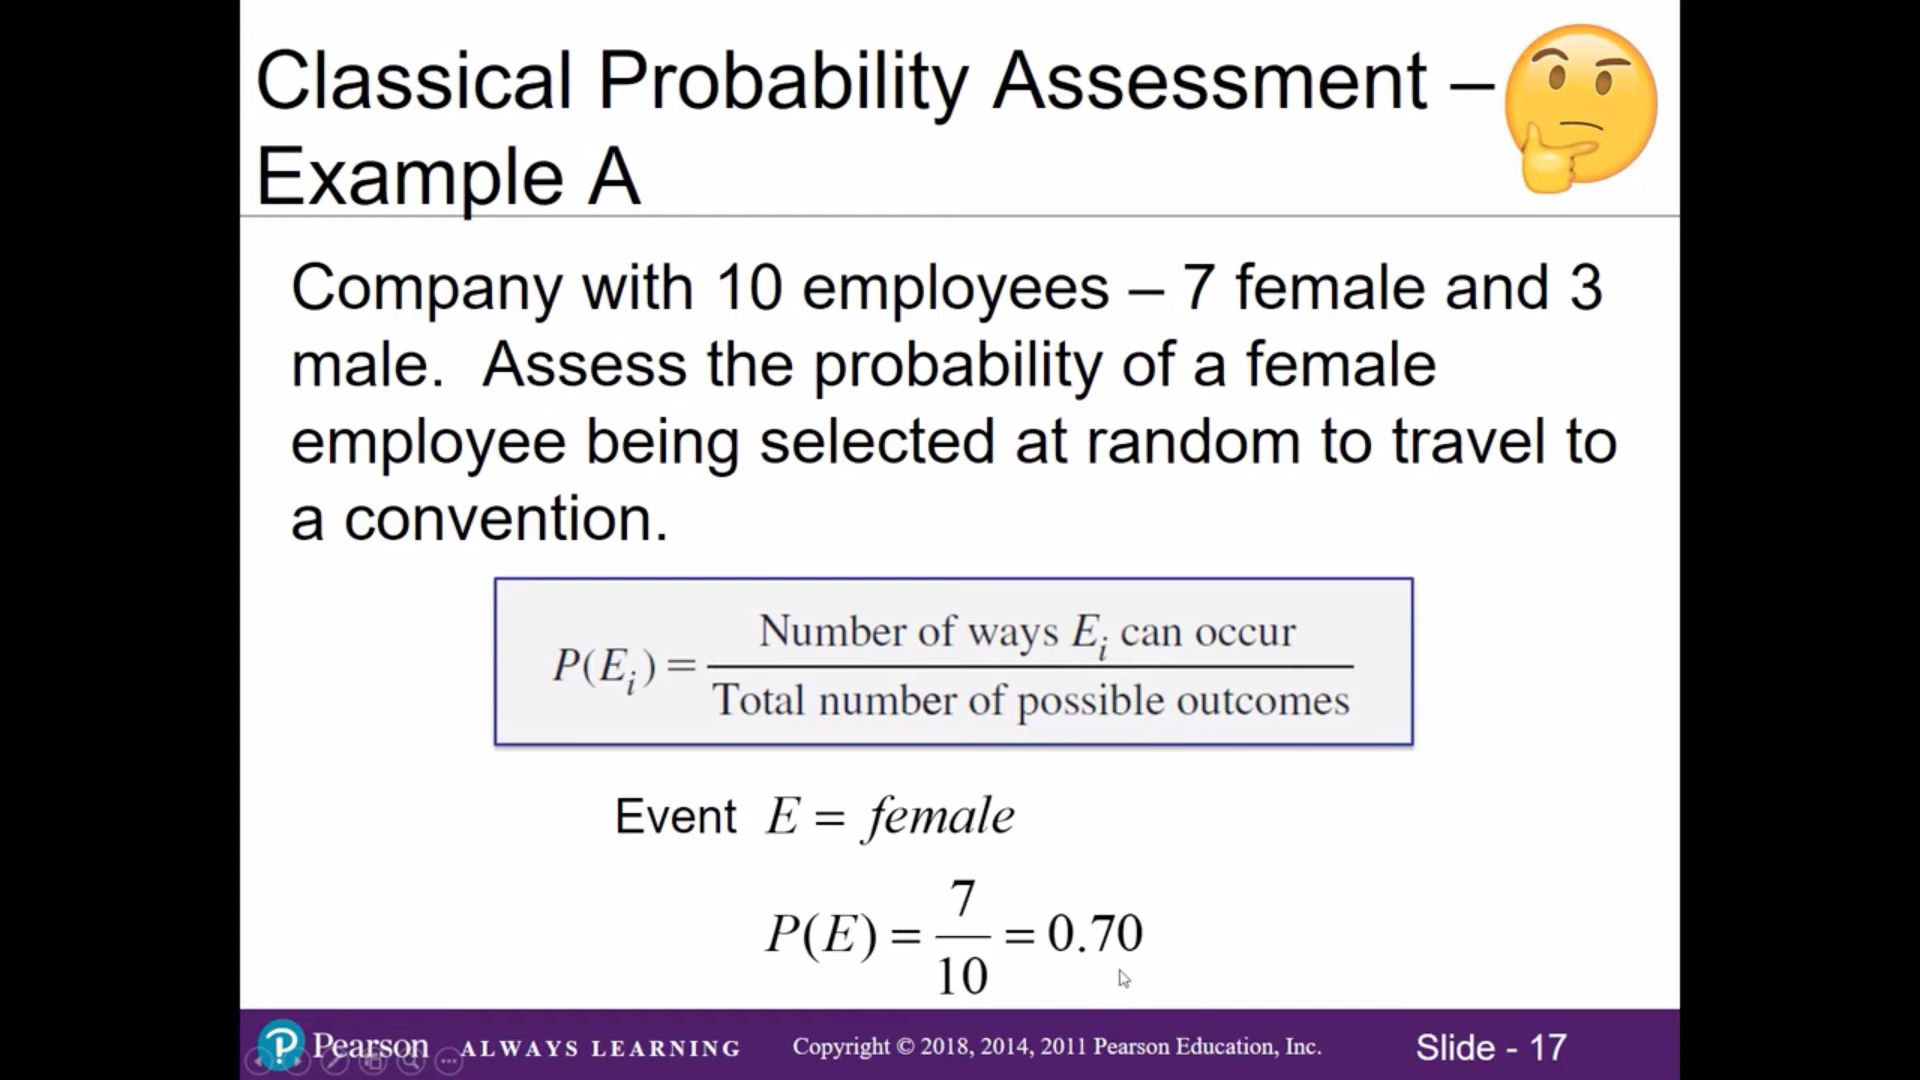 Classical Probability Assessment –
Example A
Company with 10 employees – 7 female and 3
male. Assess the probability of a female
employee being selected at random to travel to
a convention.
P(Eᵢ) = Number of ways Eᵢ can occur / Total number of possible outcomes
Event E = female
P(E) = 7/10 = 0.70
Pearson ALWAYS LEARNING Copyright © 2018, 2014, 2011 Pearson Education, Inc. Slide - 17